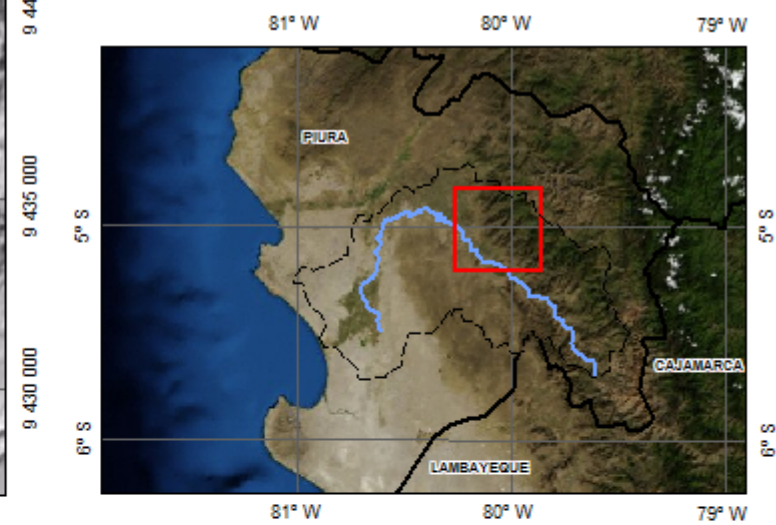 81° W 80° W 79° W
9 44
PIURA
9 435 000
5° S 5° S
9 430 000
CAJAMARCA
6° S 6° S
LAMBAYEQUE
81° W 80° W 79° W